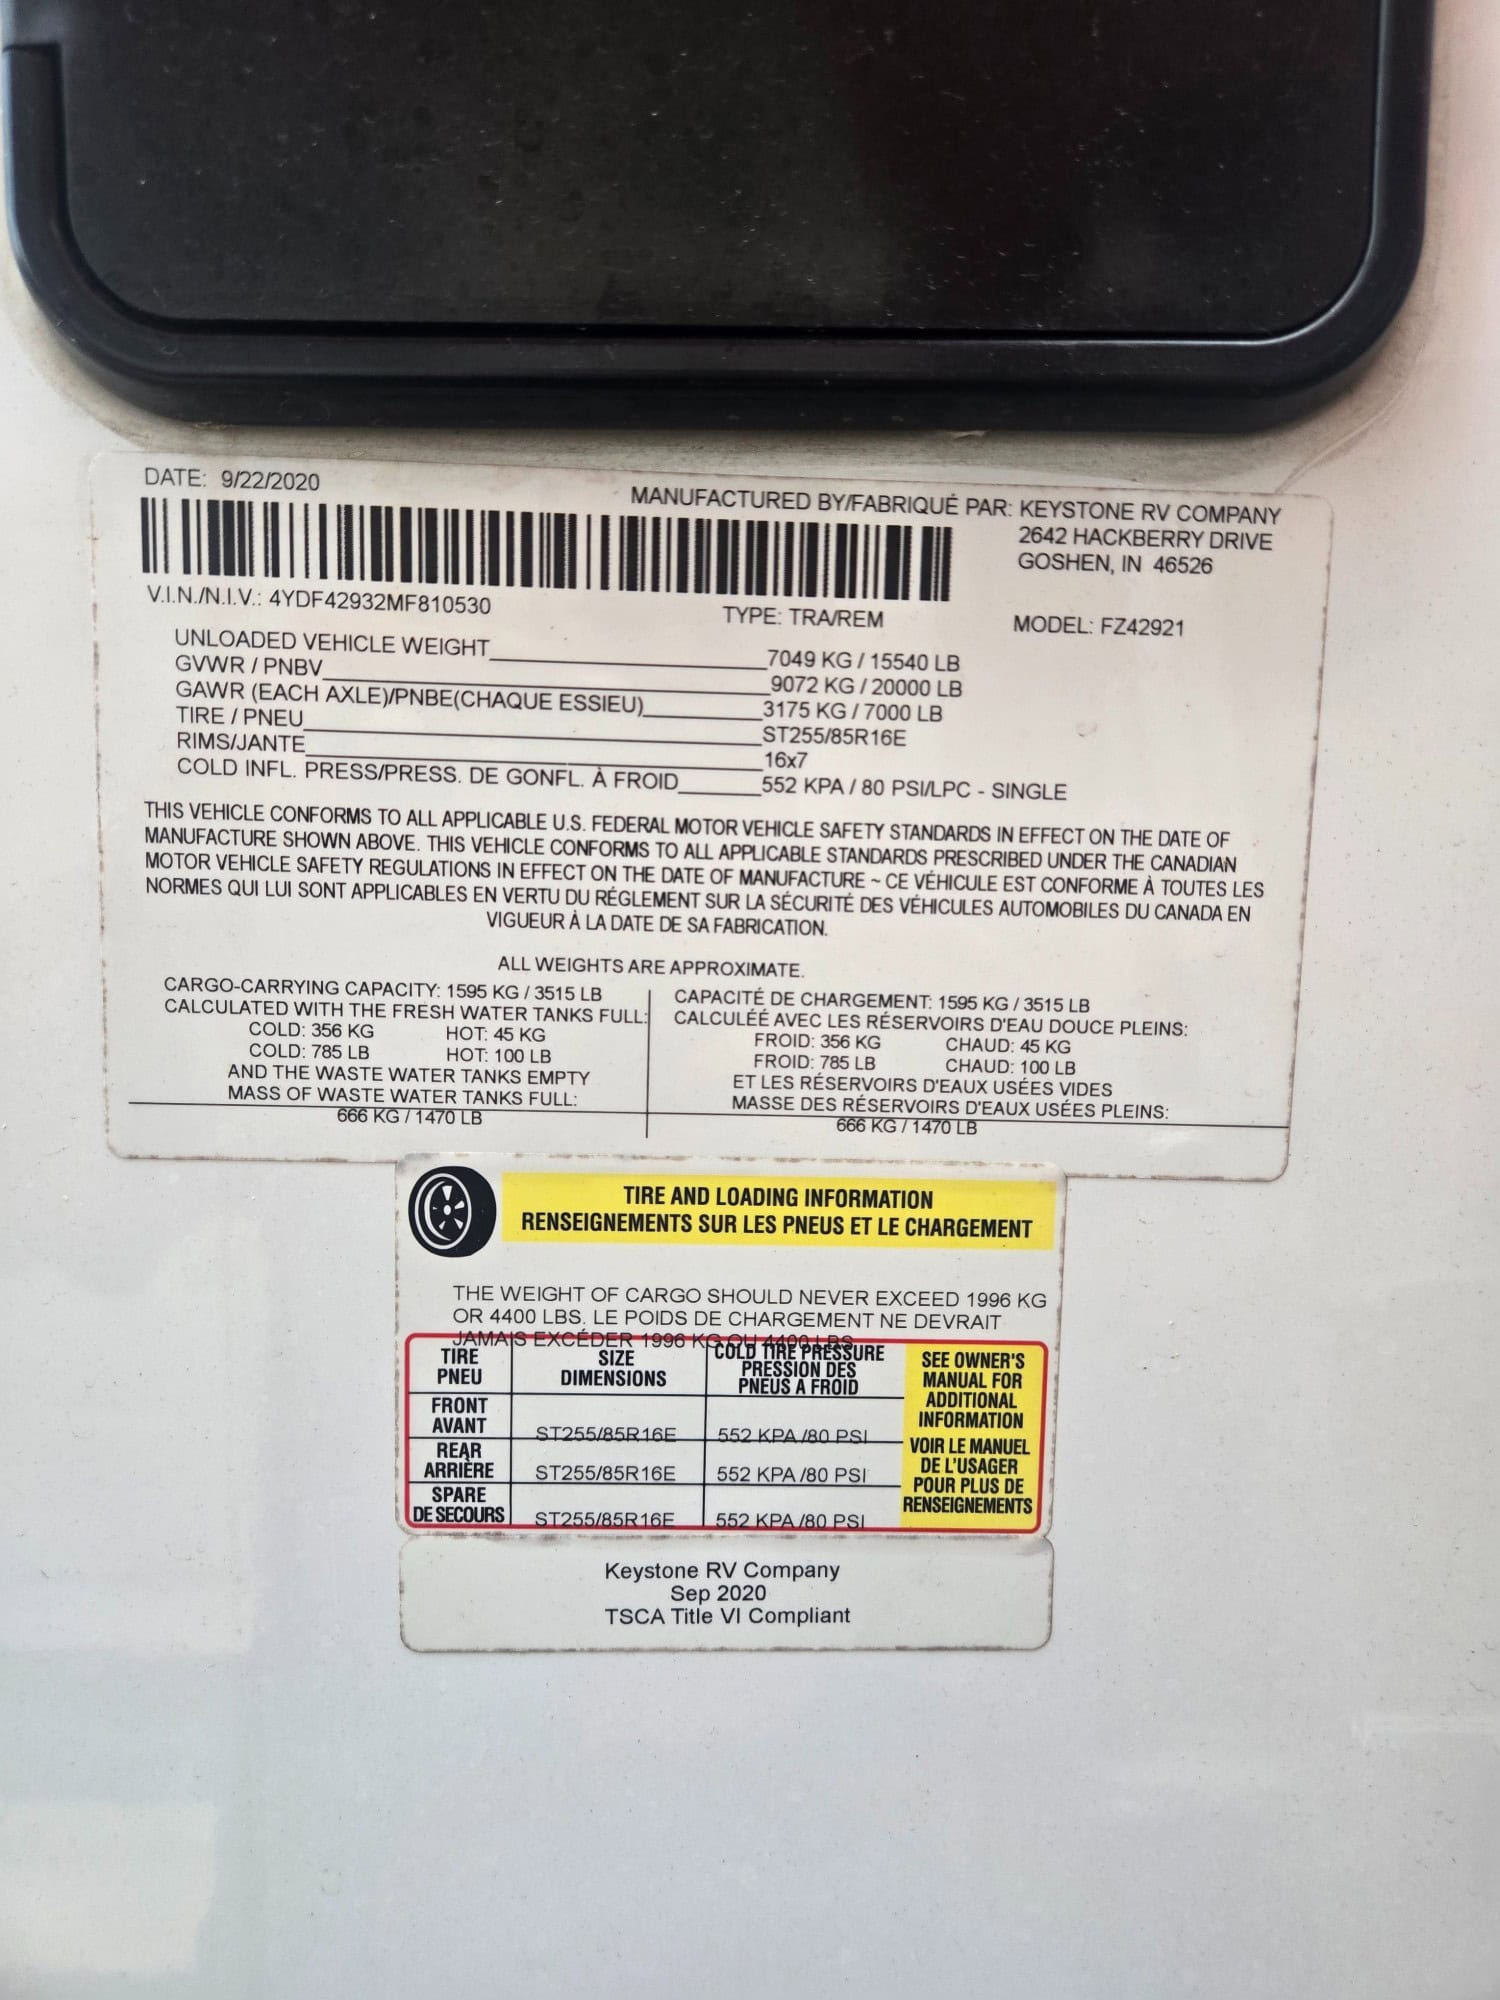 DATE: 9/22/2020
MANUFACTURED BY/FABRIQUÉ PAR: KEYSTONE RV COMPANY
2642 HACKBERRY DRIVE
GOSHEN, IN 46526
V.I.N./N.I.V.: 4YDF42932MF810530
TYPE: TRA/REM
MODEL: FZ42921
UNLOADED VEHICLE WEIGHT 7049 KG / 15540 LB
GVWR / PNBV 9072 KG / 20000 LB
GAWR (EACH AXLE)/PNBE(CHAQUE ESSIEU) 3175 KG / 7000 LB
TIRE / PNEU ST255/85R16E
RIMS/JANTE 16x7
COLD INFL. PRESS/PRESS. DE GONFL. À FROID 552 KPA / 80 PSI/LPC - SINGLE
THIS VEHICLE CONFORMS TO ALL APPLICABLE U.S. FEDERAL MOTOR VEHICLE SAFETY STANDARDS IN EFFECT ON THE DATE OF
MANUFACTURE SHOWN ABOVE. THIS VEHICLE CONFORMS TO ALL APPLICABLE STANDARDS PRESCRIBED UNDER THE CANADIAN
MOTOR VEHICLE SAFETY REGULATIONS IN EFFECT ON THE DATE OF MANUFACTURE ~ CE VÉHICULE EST CONFORME À TOUTES LES
NORMES QUI LUI SONT APPLICABLES EN VERTU DU RÉGLEMENT SUR LA SÉCURITÉ DES VÉHICULES AUTOMOBILES DU CANADA EN
VIGUEUR À LA DATE DE SA FABRICATION.
ALL WEIGHTS ARE APPROXIMATE.
CARGO-CARRYING CAPACITY: 1595 KG / 3515 LB
CALCULATED WITH THE FRESH WATER TANKS FULL:
COLD: 356 KG HOT: 45 KG
COLD: 785 LB HOT: 100 LB
AND THE WASTE WATER TANKS EMPTY
MASS OF WASTE WATER TANKS FULL:
666 KG / 1470 LB
CAPACITÉ DE CHARGEMENT: 1595 KG / 3515 LB
CALCULÉÉ AVEC LES RÉSERVOIRS D'EAU DOUCE PLEINS:
FROID: 356 KG CHAUD: 45 KG
FROID: 785 LB CHAUD: 100 LB
ET LES RÉSERVOIRS D'EAUX USÉES VIDES
MASSE DES RÉSERVOIRS D'EAUX USÉES PLEINS:
666 KG / 1470 LB
TIRE AND LOADING INFORMATION
RENSEIGNEMENTS SUR LES PNEUS ET LE CHARGEMENT
THE WEIGHT OF CARGO SHOULD NEVER EXCEED 1996 KG
OR 4400 LBS. LE POIDS DE CHARGEMENT NE DEVRAIT
JAMAIS EXCÉDER 1996 KG OU 4400 LBS
TIRE
PNEU
SIZE
DIMENSIONS
COLD TIRE PRESSURE
PRESSION DES
PNEUS A FROID
FRONT
AVANT
ST255/85R16E 552 KPA /80 PSI
REAR
ARRIÈRE
ST255/85R16E 552 KPA /80 PSI
SPARE
DE SECOURS
ST255/85R16E 552 KPA /80 PSI
SEE OWNER'S
MANUAL FOR
ADDITIONAL
INFORMATION
VOIR LE MANUEL
DE L'USAGER
POUR PLUS DE
RENSEIGNEMENTS
Keystone RV Company
Sep 2020
TSCA Title VI Compliant